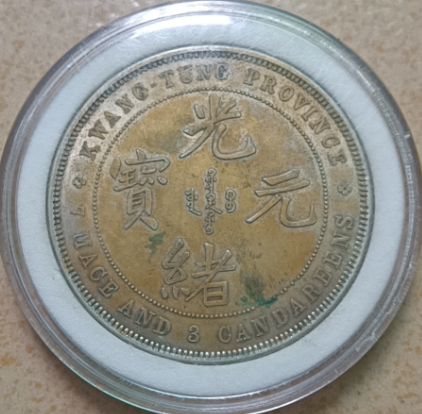 KWANG-TUNG PROVINCE
光緒元寶
7 MACE AND 3 CANDAREENS